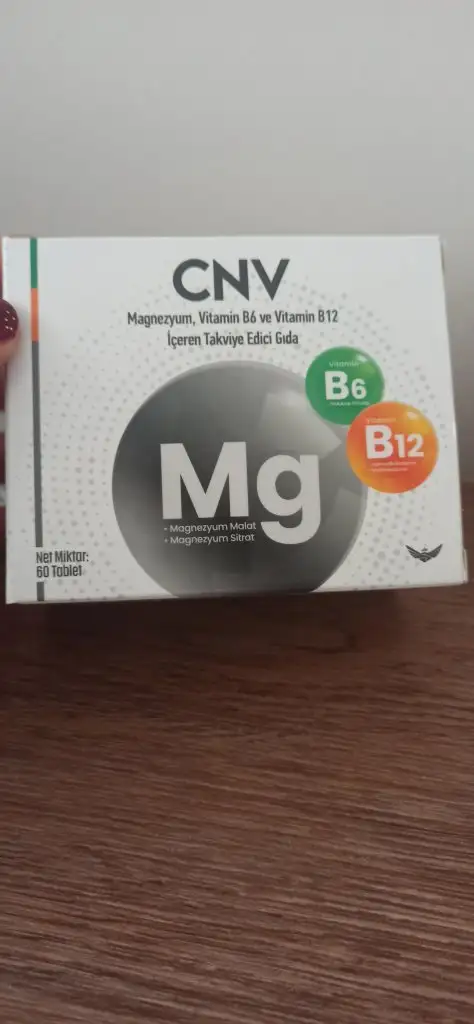 CNV
Magnezyum, Vitamin B6 ve Vitamin B12
İçeren Takviye Edici Gıda
Vitamin
B6
Vitamin
B12
Mg
• Magnezyum Malat
• Magnezyum Sitrat
Net Miktar:
60 Tablet